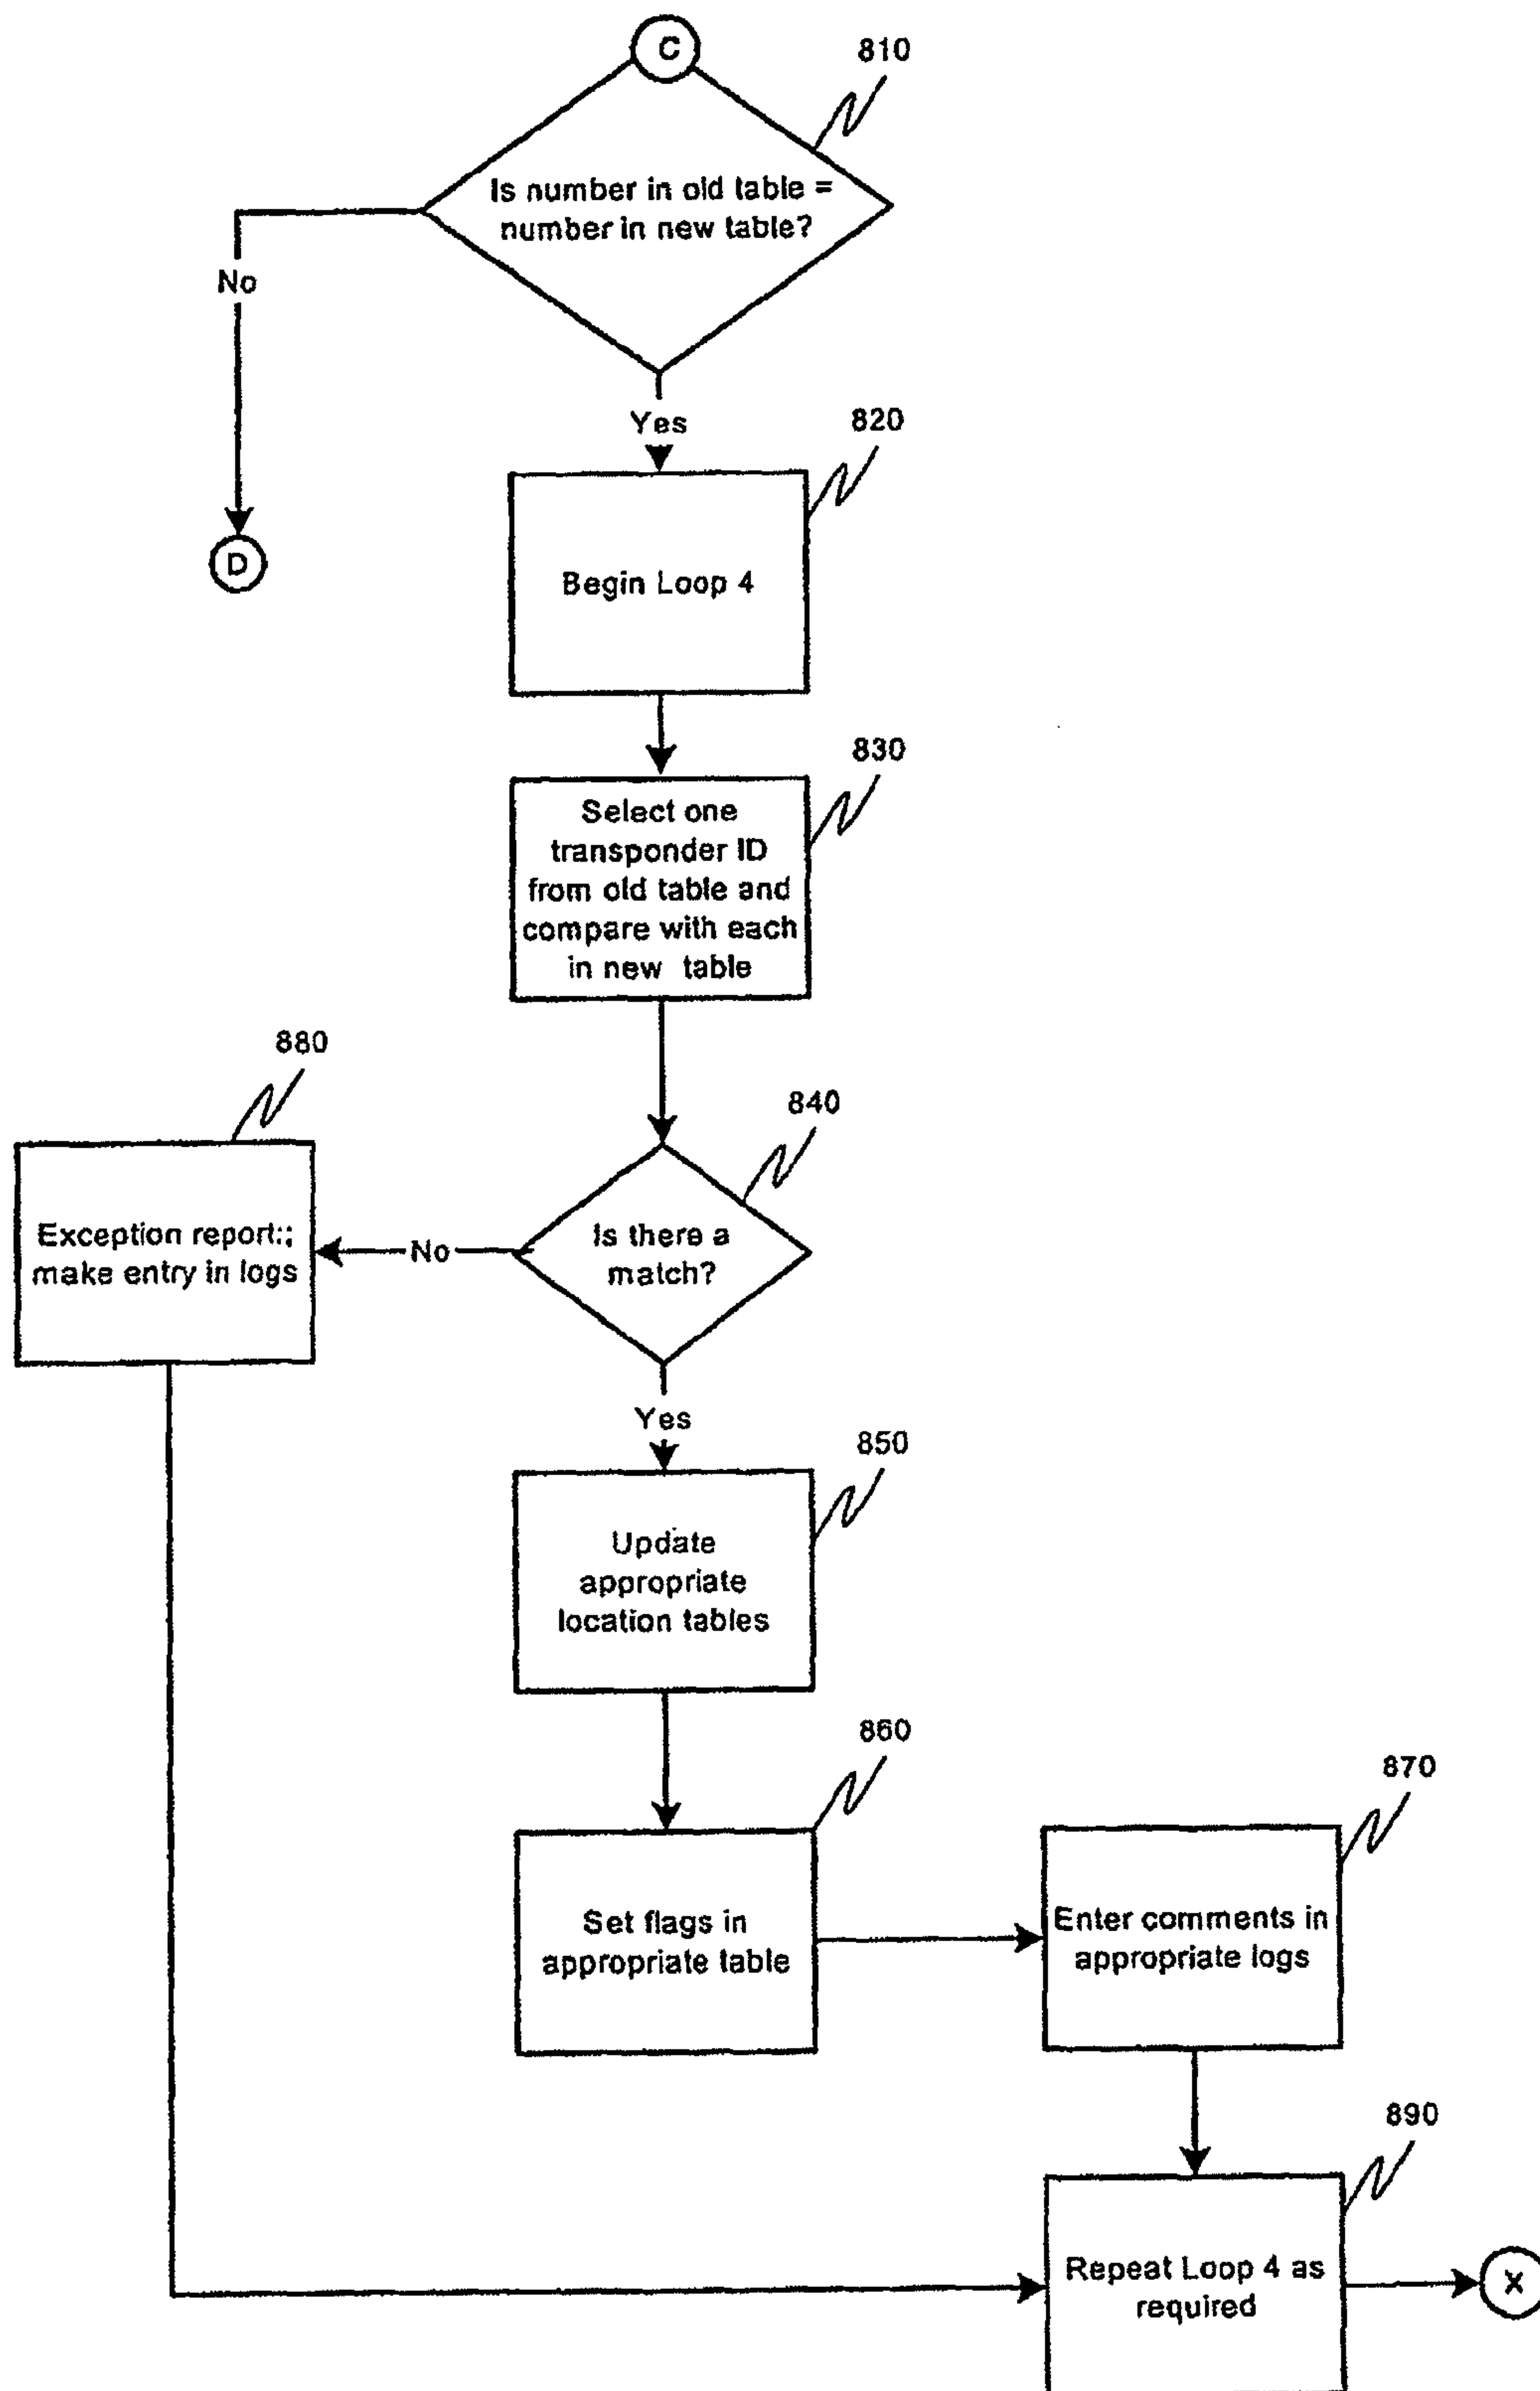 C
810
Is number in old table =
number in new table?
No
Yes
820
D
Begin Loop 4
830
Select one
transponder ID
from old table and
compare with each
in new table
880
840
Exception report:;
make entry in logs
No
Is there a
match?
Yes
850
Update
appropriate
location tables
860
870
Set flags in
appropriate table
Enter comments in
appropriate logs
890
Repeat Loop 4 as
required
X